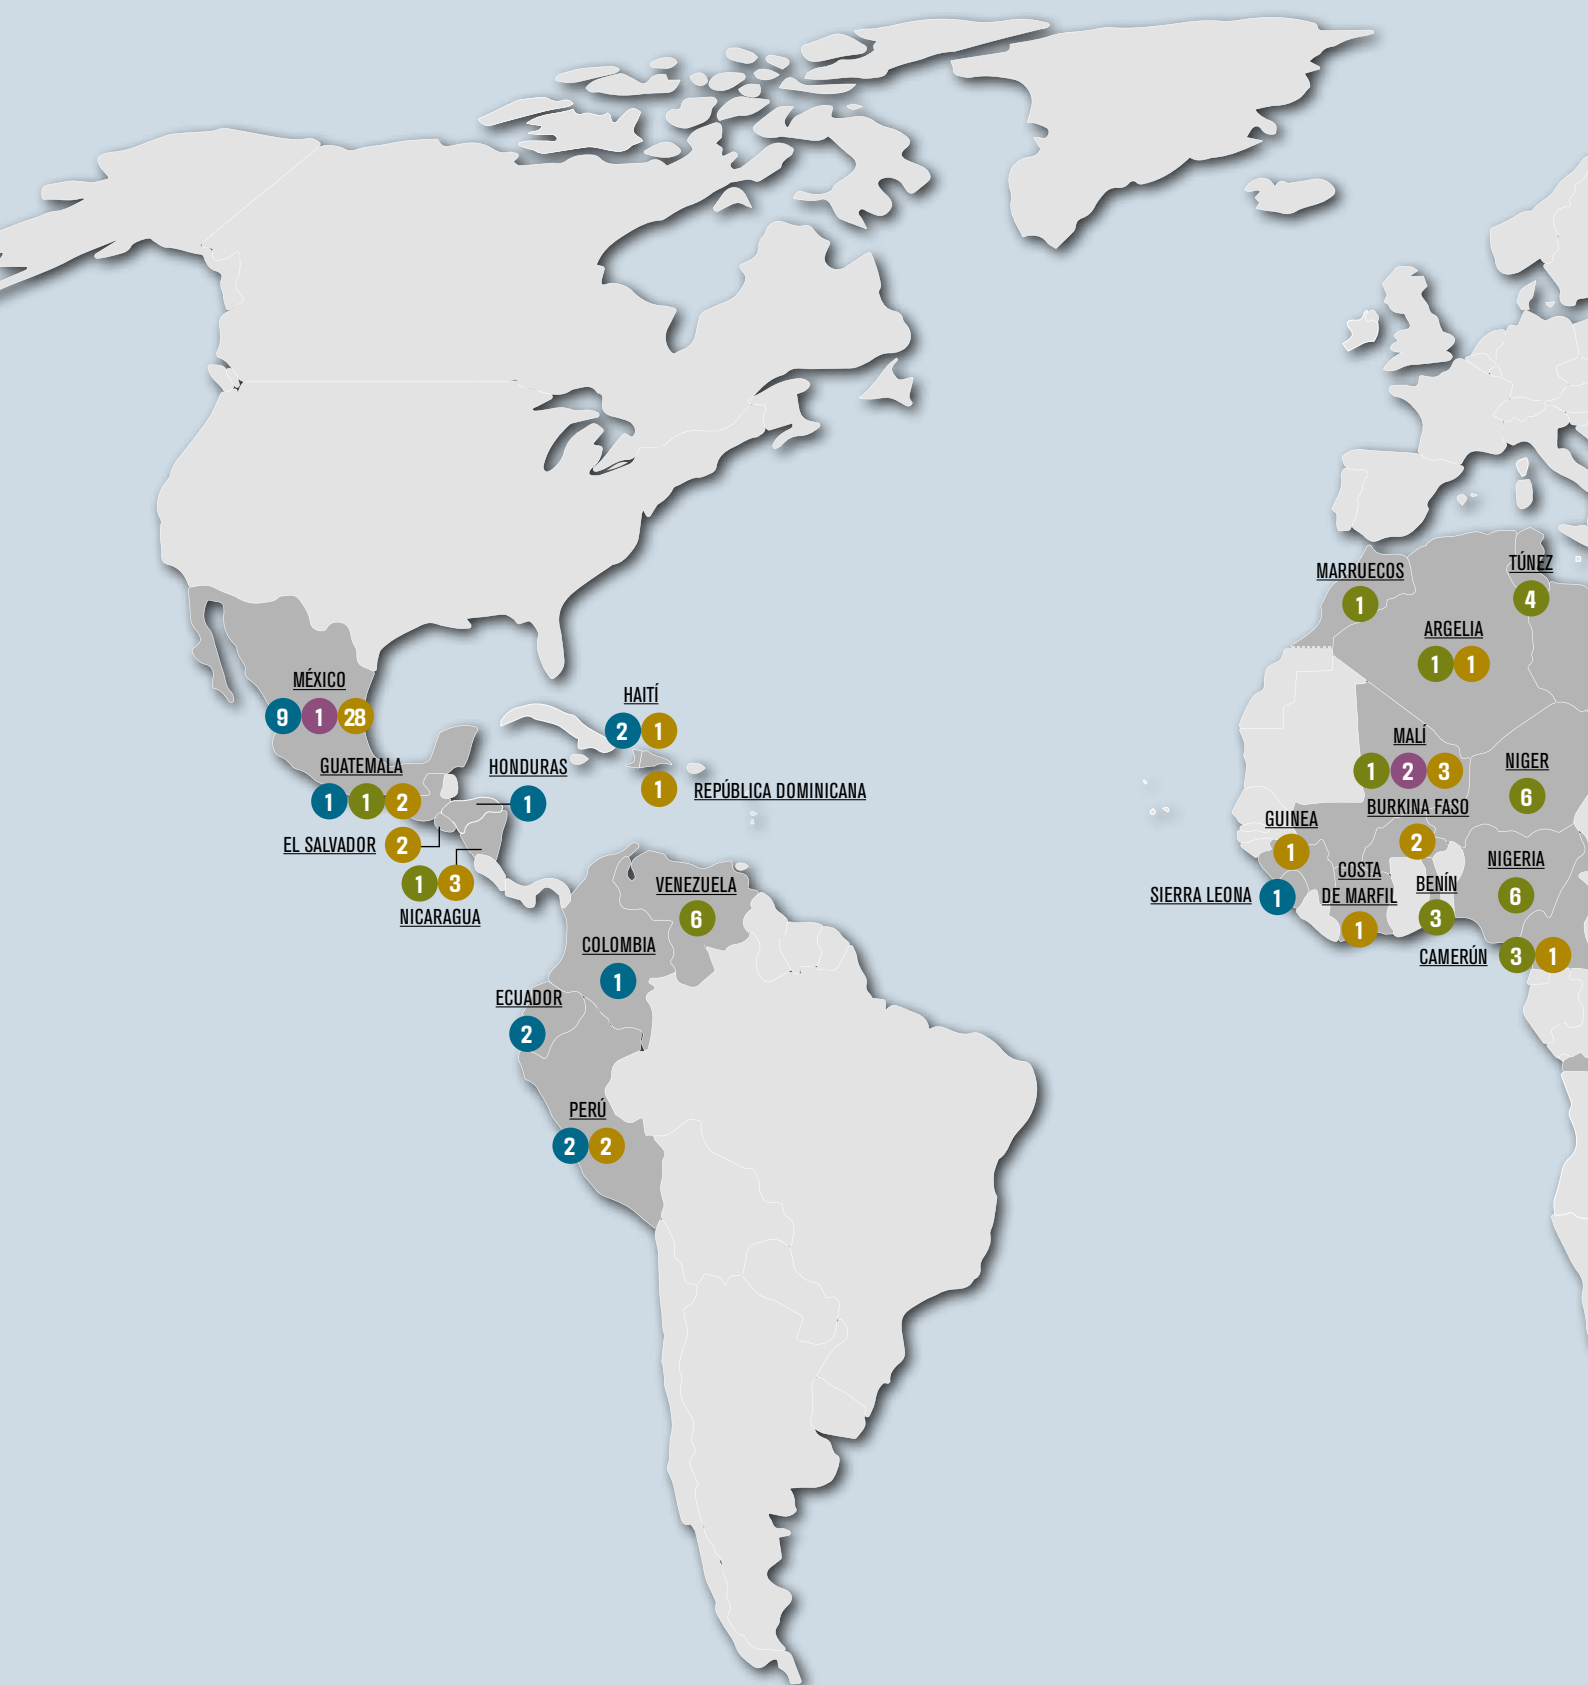 MARRUECOS
1
TÚNEZ
4
ARGELIA
1 1
MÉXICO
9 1 28
HAITÍ
2 1
REPÚBLICA DOMINICANA
1
GUATEMALA
1 1 2
HONDURAS
1
EL SALVADOR
2
1 3
NICARAGUA
VENEZUELA
6
COLOMBIA
1
ECUADOR
2
PERÚ
2 2
MALÍ
1 2 3
NIGER
6
BURKINA FASO
2
GUINEA
1
SIERRA LEONA
1
COSTA
DE MARFIL
1
BENÍN
3
NIGERIA
6
CAMERÚN
3 1